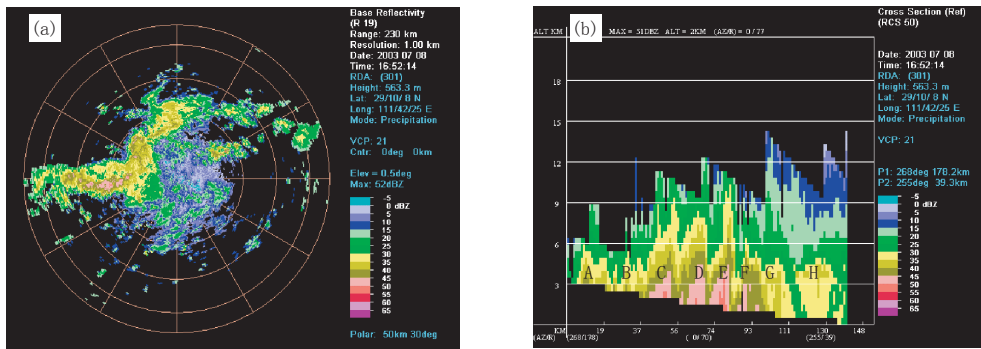 (a)
Base Reflectivity
(R 19)
Range: 230 km
Resolution: 1.00 km
Date: 2003 07 08
Time: 16:52:14
RDA: (301)
Height: 563.3 m
Lat: 29/10/ 8 N
Long: 111/42/25 E
Mode: Precipitation
VCP: 21
Cntr: 0deg 0km
Elev = 0.5deg
Max: 52dBZ
-5
0 dBZ
5
10
15
20
25
30
35
40
45
50
55
60
65
Polar: 50km 30deg
(b)
ALT KM
MAX = 51DBZ ALT = 2KM (AZ/R) = 0/77
18
15
12
9
6
3
A B C D E F G H
KM 19 37 56 74 93 111 130 148
(AZ/R) (268/178) ( 0/70) (255/39)
Cross Section (Ref)
(RCS 50)
Date: 2003 07 08
Time: 16:52:14
RDA: (301)
Height: 563.3 m
Lat: 29/10/ 8 N
Long: 111/42/25 E
Mode: Precipitation
VCP: 21
P1: 268deg 178.2km
P2: 255deg 39.3km
-5
0 dBZ
5
10
15
20
25
30
35
40
45
50
55
60
65